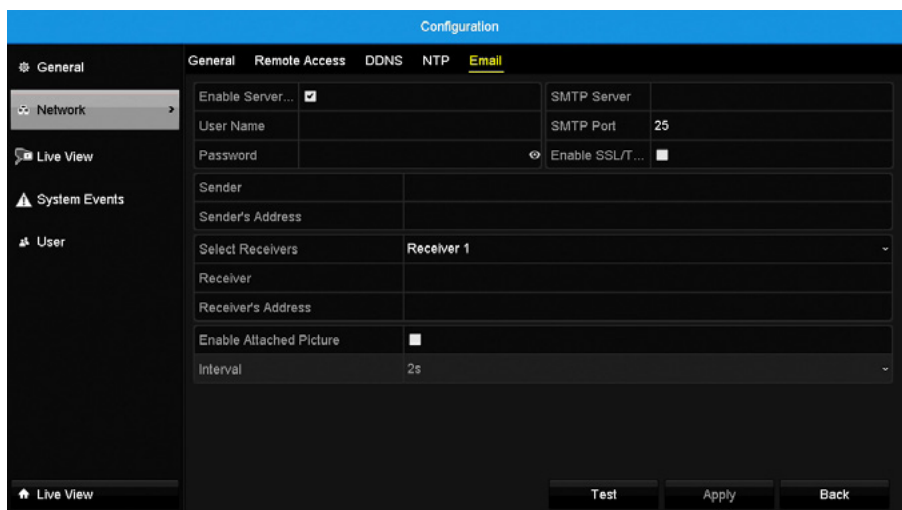 Configuration
General
Network
Live View
System Events
User
Live View
General Remote Access DDNS NTP Email
Enable Server... SMTP Server
User Name SMTP Port 25
Password Enable SSL/T...
Sender
Sender's Address
Select Receivers Receiver 1
Receiver
Receiver's Address
Enable Attached Picture
Interval 2s
Test Apply Back